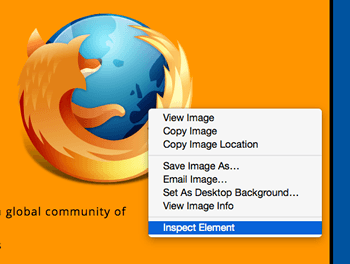 View Image
Copy Image
Copy Image Location
Save Image As...
Email Image...
Set As Desktop Background...
View Image Info
Inspect Element
global community of